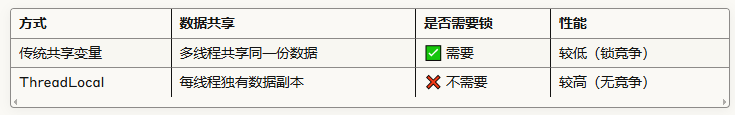 方式 数据共享 是否需要锁 性能
传统共享变量 多线程共享同一份数据 ✅ 需要 较低（锁竞争）
ThreadLocal 每线程独有数据副本 ❌ 不需要 较高（无竞争）